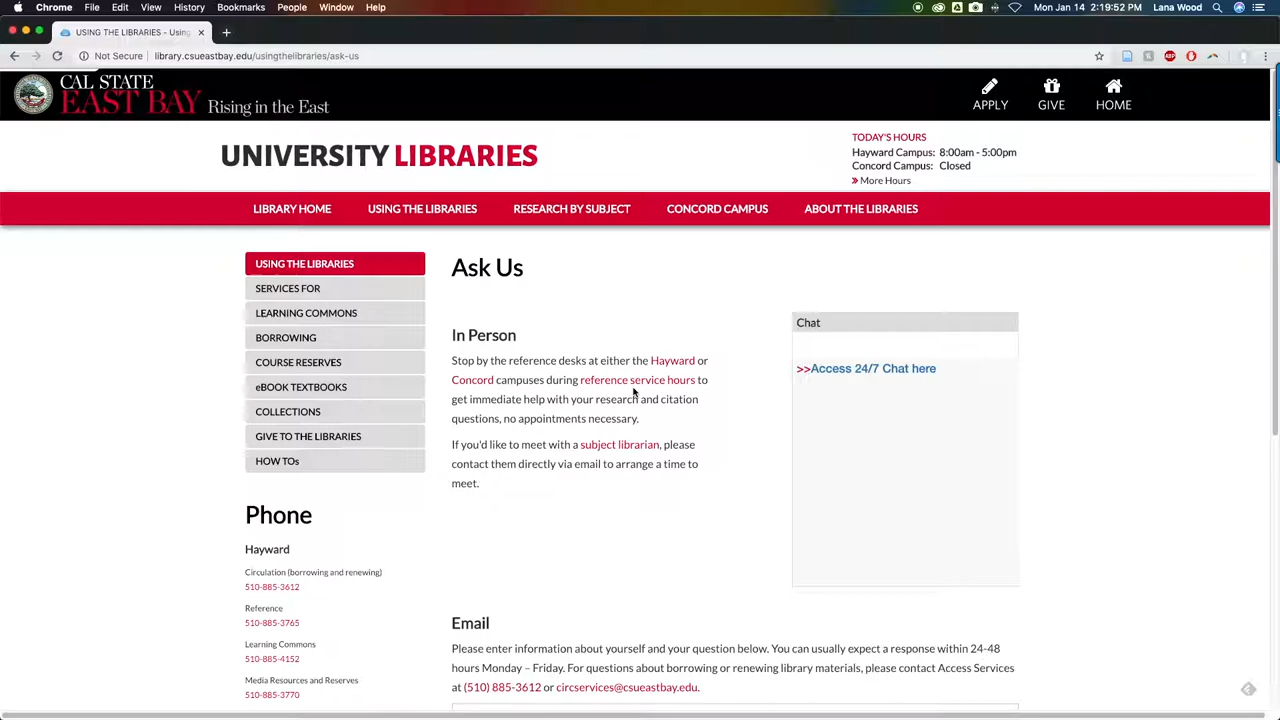 Chrome File Edit View History Bookmarks People Window Help Mon Jan 14 2:19:52 PM Lana Wood
USING THE LIBRARIES - Using
Not Secure library.csueastbay.edu/usingthelibraries/ask-us
CAL STATE
EAST BAY Rising in the East
APPLY GIVE HOME
UNIVERSITY LIBRARIES
TODAY'S HOURS
Hayward Campus: 8:00am - 5:00pm
Concord Campus: Closed
» More Hours
LIBRARY HOME USING THE LIBRARIES RESEARCH BY SUBJECT CONCORD CAMPUS ABOUT THE LIBRARIES
USING THE LIBRARIES
SERVICES FOR
LEARNING COMMONS
BORROWING
COURSE RESERVES
eBOOK TEXTBOOKS
COLLECTIONS
GIVE TO THE LIBRARIES
HOW TOs
Phone
Hayward
Circulation (borrowing and renewing)
510-885-3612
Reference
510-885-3765
Learning Commons
510-885-4152
Media Resources and Reserves
510-885-3770
Ask Us
In Person
Stop by the reference desks at either the Hayward or
Concord campuses during reference service hours to
get immediate help with your research and citation
questions, no appointments necessary.
If you'd like to meet with a subject librarian, please
contact them directly via email to arrange a time to
meet.
Chat
>>Access 24/7 Chat here
Email
Please enter information about yourself and your question below. You can usually expect a response within 24-48
hours Monday – Friday. For questions about borrowing or renewing library materials, please contact Access Services
at (510) 885-3612 or circservices@csueastbay.edu.